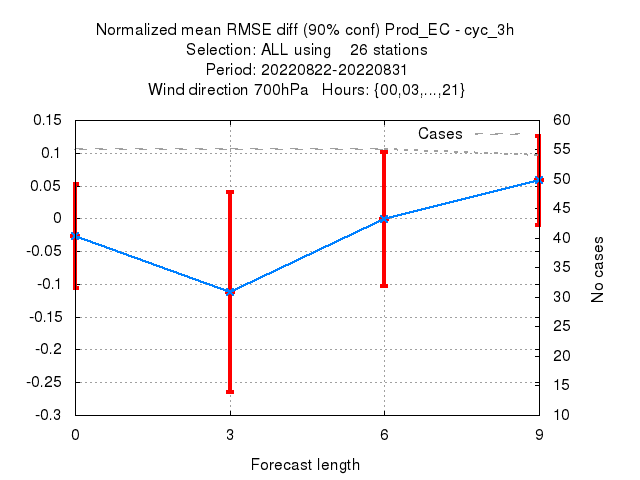 Normalized mean RMSE diff (90% conf) Prod_EC - cyc_3h
Selection: ALL using    26 stations
Period: 20220822-20220831
Wind direction 700hPa   Hours: {00,03,...,21}
0.15
0.1
0.05
0
-0.05
-0.1
-0.15
-0.2
-0.25
-0.3
Cases
60
55
50
45
40
35
30
25
20
15
10
No cases
0 3 6 9
Forecast length